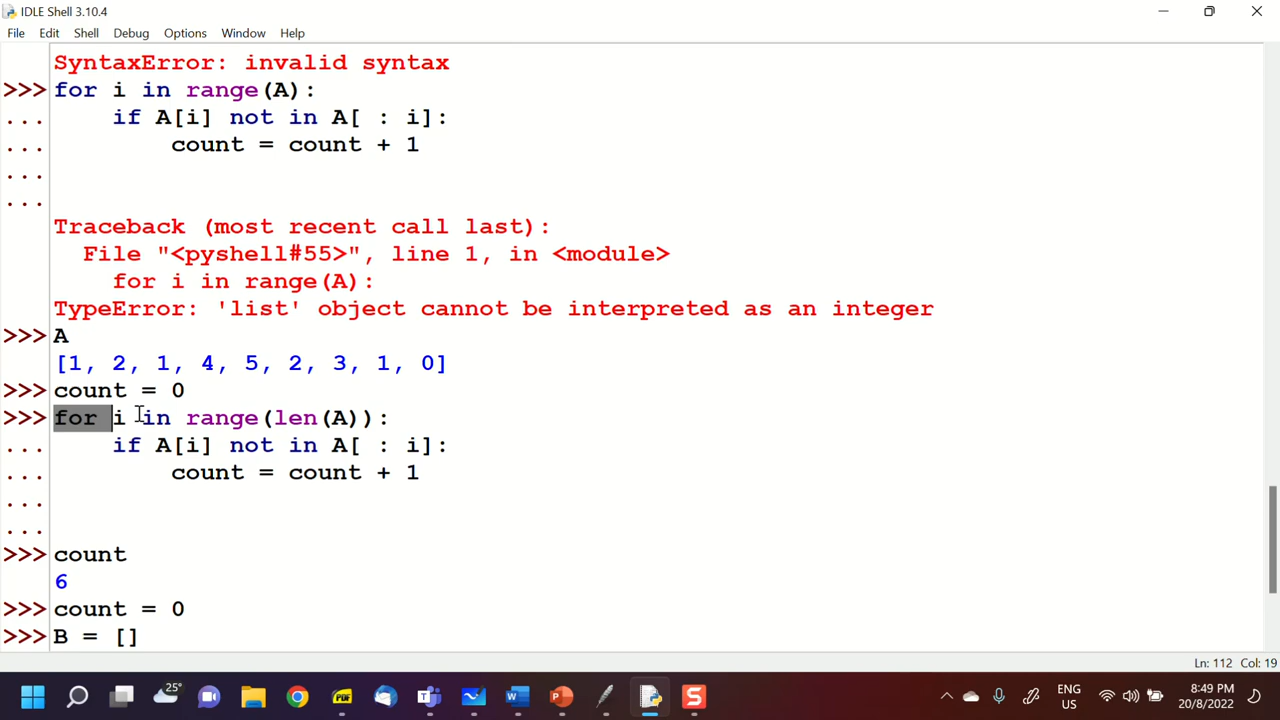 IDLE Shell 3.10.4
File Edit Shell Debug Options Window Help
SyntaxError: invalid syntax
>>> for i in range(A):
...     if A[i] not in A[ : i]:
...         count = count + 1
...
...
Traceback (most recent call last):
  File "<pyshell#55>", line 1, in <module>
    for i in range(A):
TypeError: 'list' object cannot be interpreted as an integer
>>> A
[1, 2, 1, 4, 5, 2, 3, 1, 0]
>>> count = 0
>>> for i in range(len(A)):
...     if A[i] not in A[ : i]:
...         count = count + 1
...
...
>>> count
6
>>> count = 0
>>> B = []
Ln: 112 Col: 19
25°
PDF
S
ENG
US
8:49 PM
20/8/2022